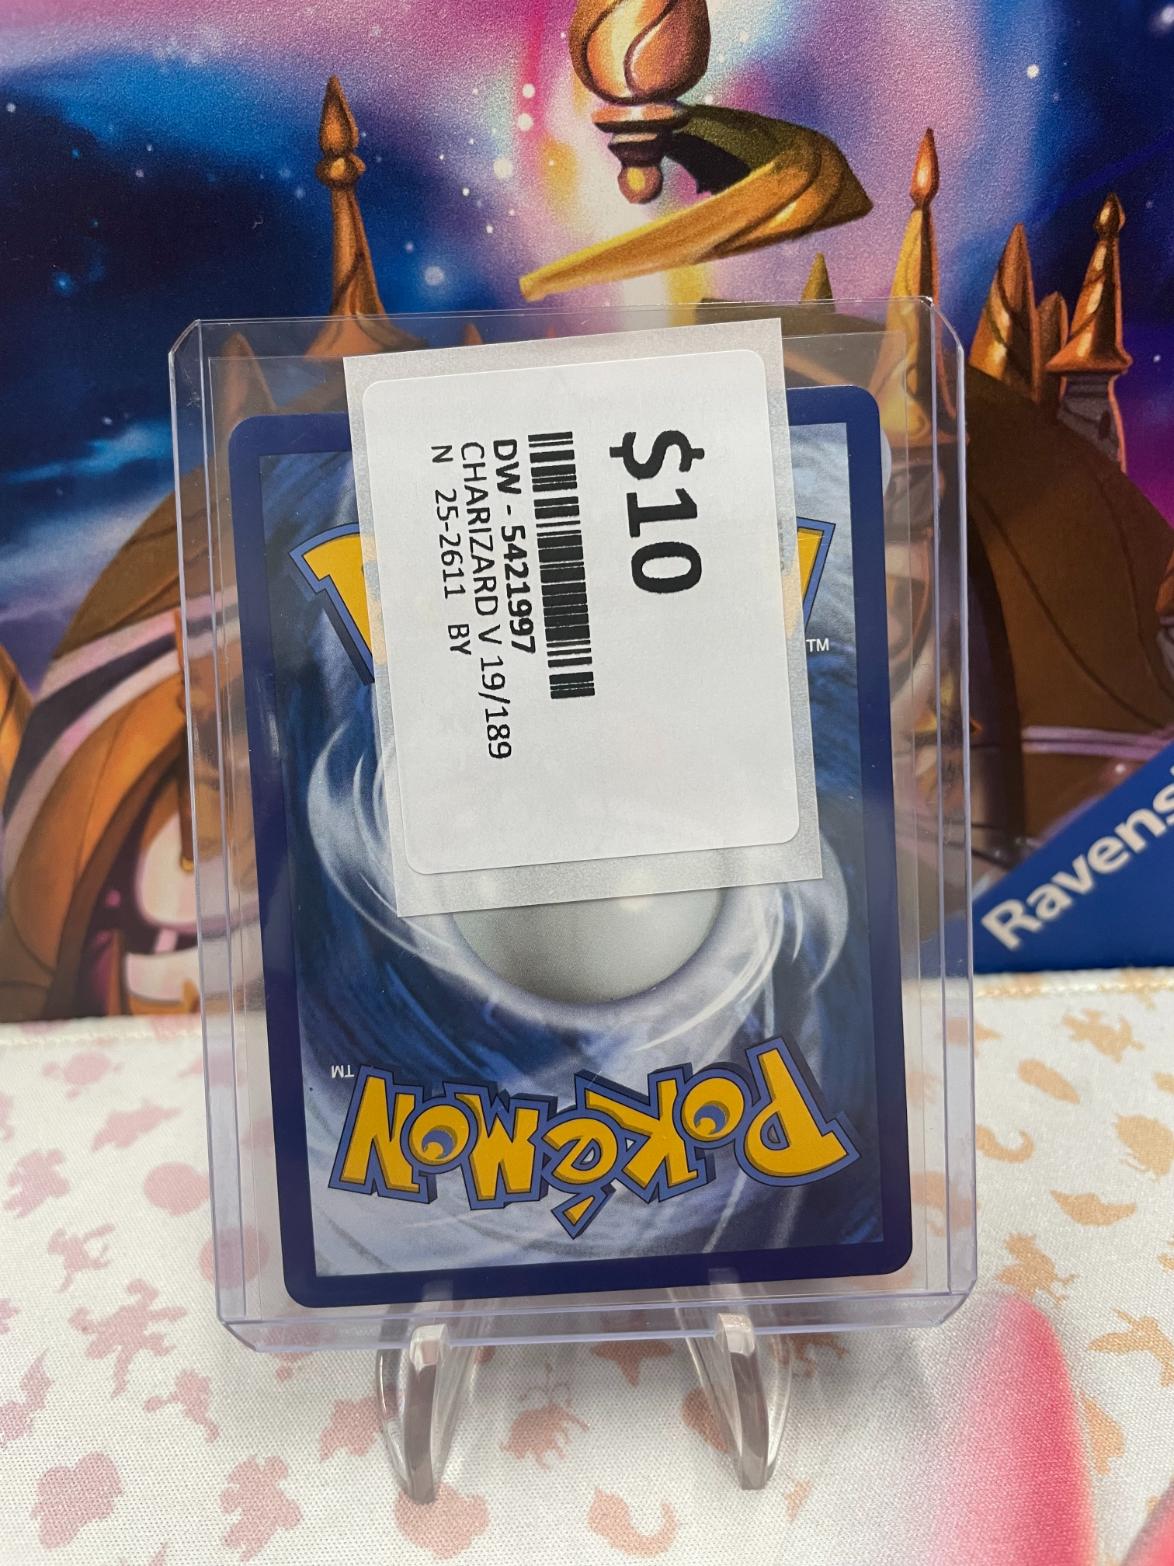 $10
DW - 5421997
CHARIZARD V 19/189
N 25-2611 BY
TM
Ravens
POKéMON
TM